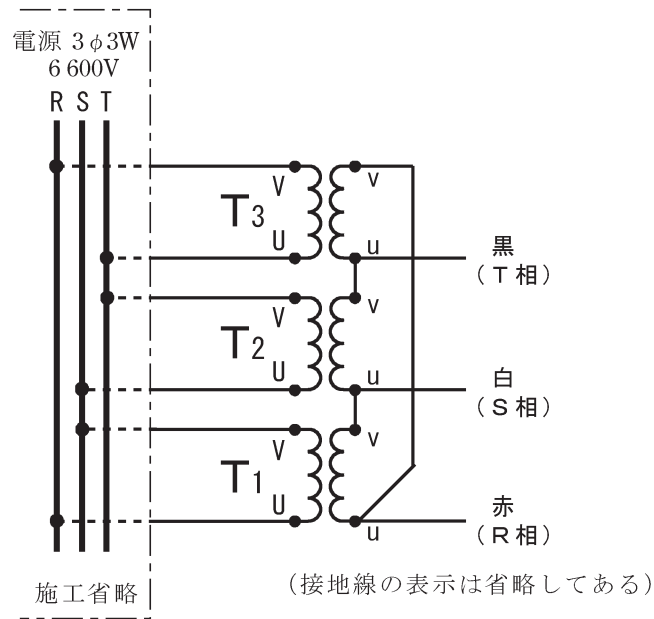 電源 3φ3W
6 600V
R S T
V
T3
U
v
u
黒
(T相)
V
T2
U
v
u
白
(S相)
V
T1
U
v
u
赤
(R相)
施工省略
(接地線の表示は省略してある)